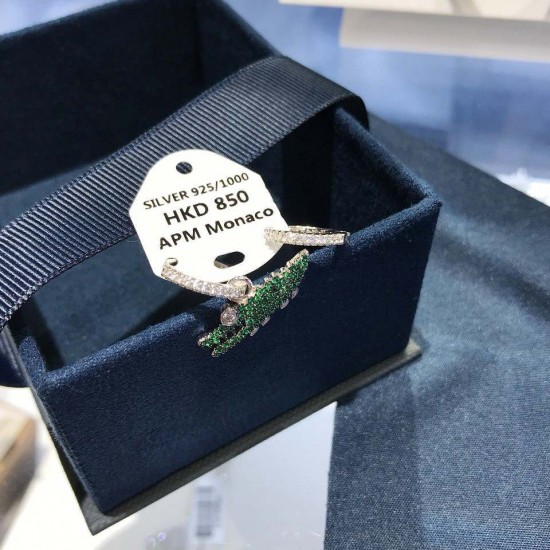 SILVER 925/1000
HKD 850
APM Monaco